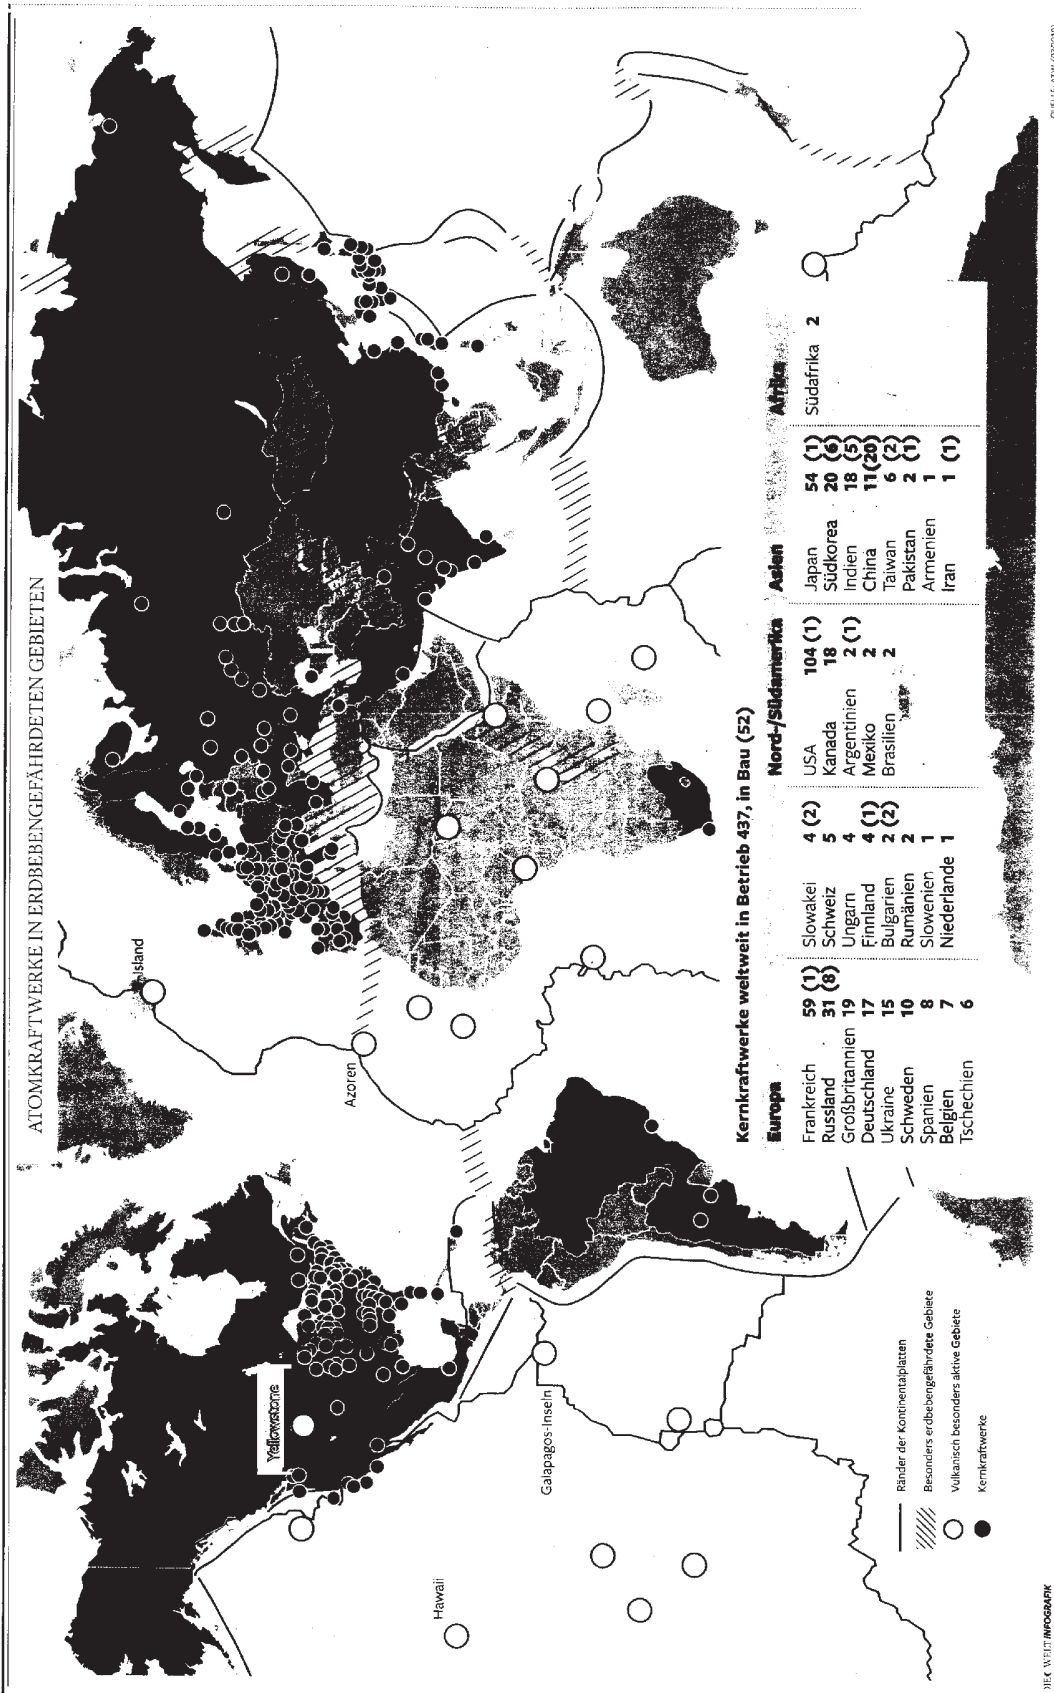 ATOMKRAFTWERKE IN ERDBEBENGEFÄHRDETEN GEBIETEN
Island
Azoren
Yellowstone
Galapagos-Inseln
Hawaii
Kernkraftwerke weltweit in Betrieb 437, in Bau (52)
Europa
Frankreich 59 (1)
Russland 31 (8)
Großbritannien 19
Deutschland 17
Ukraine 15
Schweden 10
Spanien 8
Belgien 7
Tschechien 6
Slowakei 4 (2)
Schweiz 5
Ungarn 4
Finnland 4 (1)
Bulgarien 2 (2)
Rumänien 2
Slowenien 1
Niederlande 1
Nord-/Südamerika
USA 104 (1)
Kanada 18
Argentinien 2 (1)
Mexiko 2
Brasilien 2
Asien
Japan 54 (1)
Südkorea 20 (6)
Indien 18 (5)
China 11 (20)
Taiwan 6 (2)
Pakistan 2 (1)
Armenien 1
Iran 1 (1)
Afrika
Südafrika 2
Ränder der Kontinentalplatten
Besonders erdbebengefährdete Gebiete
Vulkanisch besonders aktive Gebiete
Kernkraftwerke
WELT INFOGRAFIK